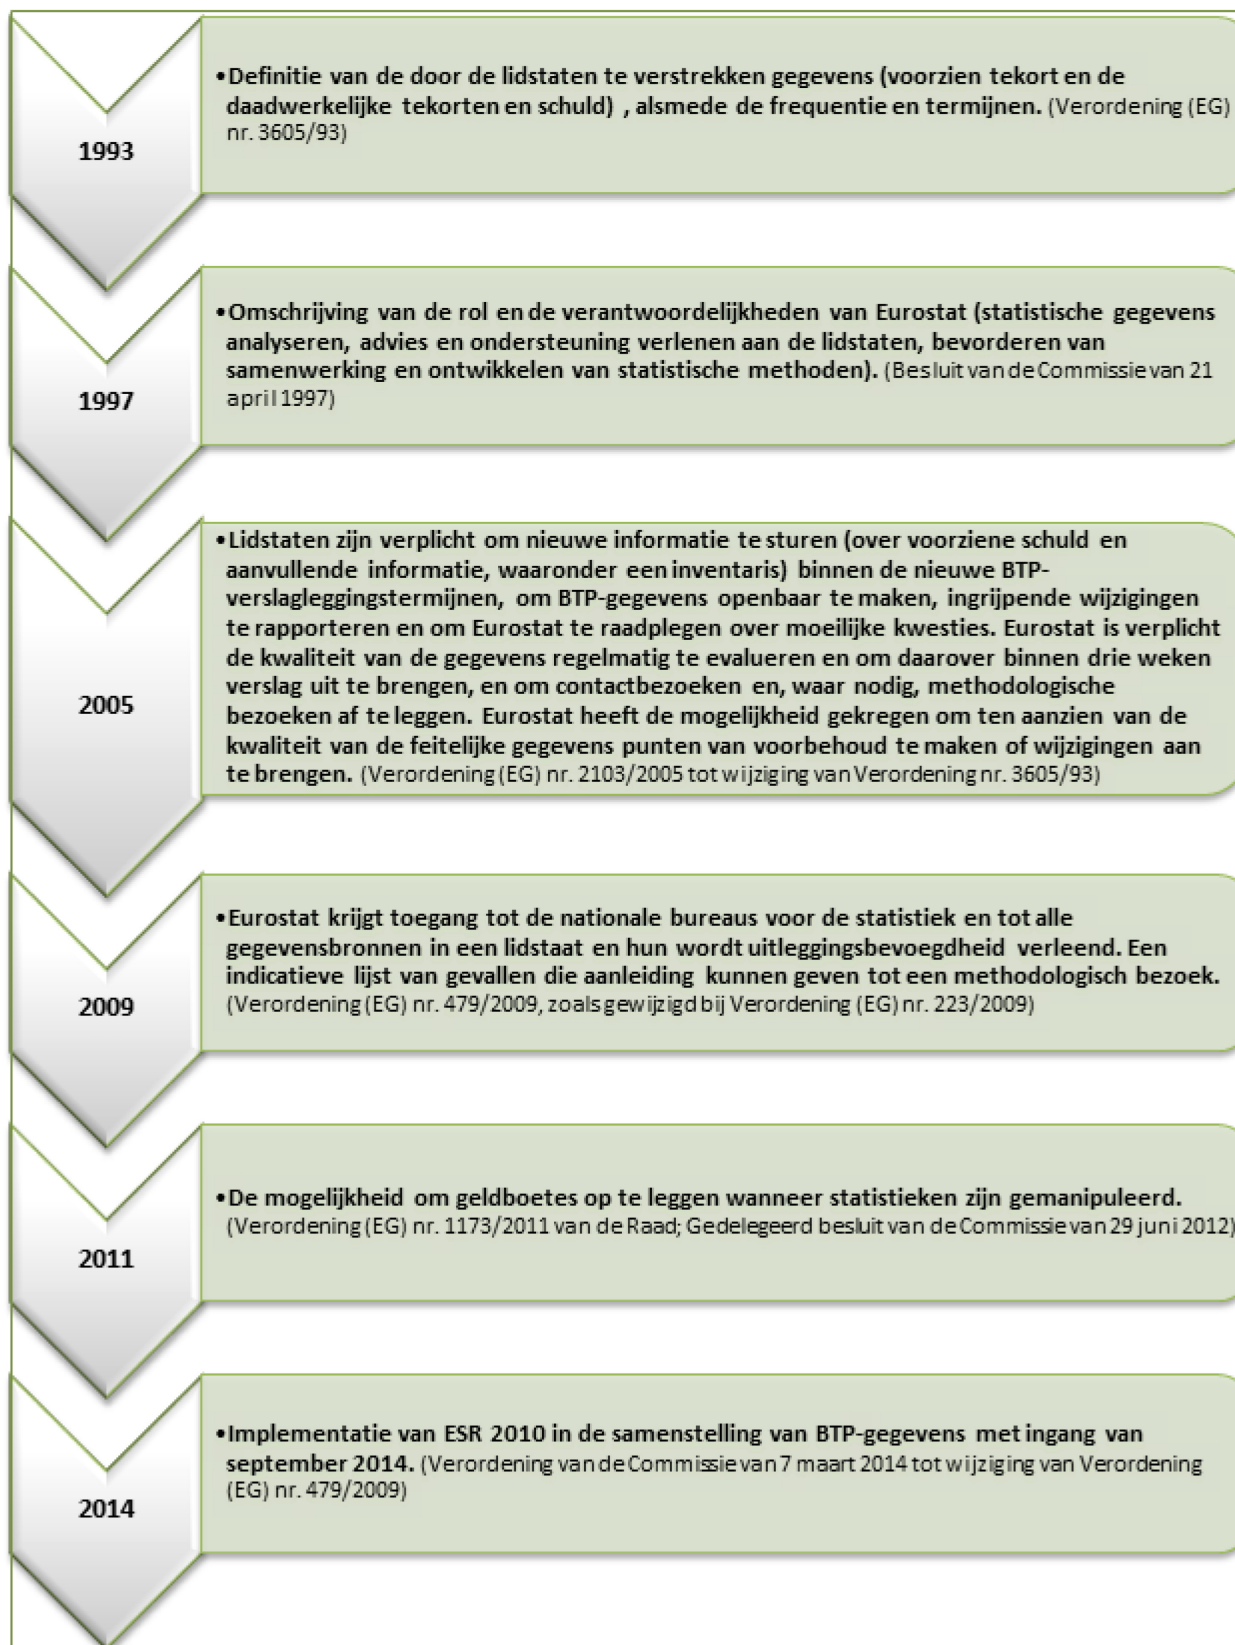 1993
•Definitie van de door de lidstaten te verstrekken gegevens (voorzien tekort en de
daadwerkelijke tekorten en schuld) , alsmede de frequentie en termijnen. (Verordening (EG)
nr. 3605/93)
1997
•Omschrijving van de rol en de verantwoordelijkheden van Eurostat (statistische gegevens
analyseren, advies en ondersteuning verlenen aan de lidstaten, bevorderen van
samenwerking en ontwikkelen van statistische methoden). (Besluit van de Commissie van 21
april 1997)
2005
•Lidstaten zijn verplicht om nieuwe informatie te sturen (over voorziene schuld en
aanvullende informatie, waaronder een inventaris) binnen de nieuwe BTP-
verslagleggingstermijnen, om BTP-gegevens openbaar te maken, ingrijpende wijzigingen
te rapporteren en om Eurostat te raadplegen over moeilijke kwesties. Eurostat is verplicht
de kwaliteit van de gegevens regelmatig te evalueren en om daarover binnen drie weken
verslag uit te brengen, en om contactbezoeken en, waar nodig, methodologische
bezoeken af te leggen. Eurostat heeft de mogelijkheid gekregen om ten aanzien van de
kwaliteit van de feitelijke gegevens punten van voorbehoud te maken of wijzigingen aan
te brengen. (Verordening (EG) nr. 2103/2005 tot wijziging van Verordening nr. 3605/93)
2009
•Eurostat krijgt toegang tot de nationale bureaus voor de statistiek en tot alle
gegevensbronnen in een lidstaat en hun wordt uitleggingsbevoegdheid verleend. Een
indicatieve lijst van gevallen die aanleiding kunnen geven tot een methodologisch bezoek.
(Verordening (EG) nr. 479/2009, zoals gewijzigd bij Verordening (EG) nr. 223/2009)
2011
•De mogelijkheid om geldboetes op te leggen wanneer statistieken zijn gemanipuleerd.
(Verordening (EG) nr. 1173/2011 van de Raad; Gedelegeerd besluit van de Commissie van 29 juni 2012)
2014
•Implementatie van ESR 2010 in de samenstelling van BTP-gegevens met ingang van
september 2014. (Verordening van de Commissie van 7 maart 2014 tot wijziging van Verordening
(EG) nr. 479/2009)